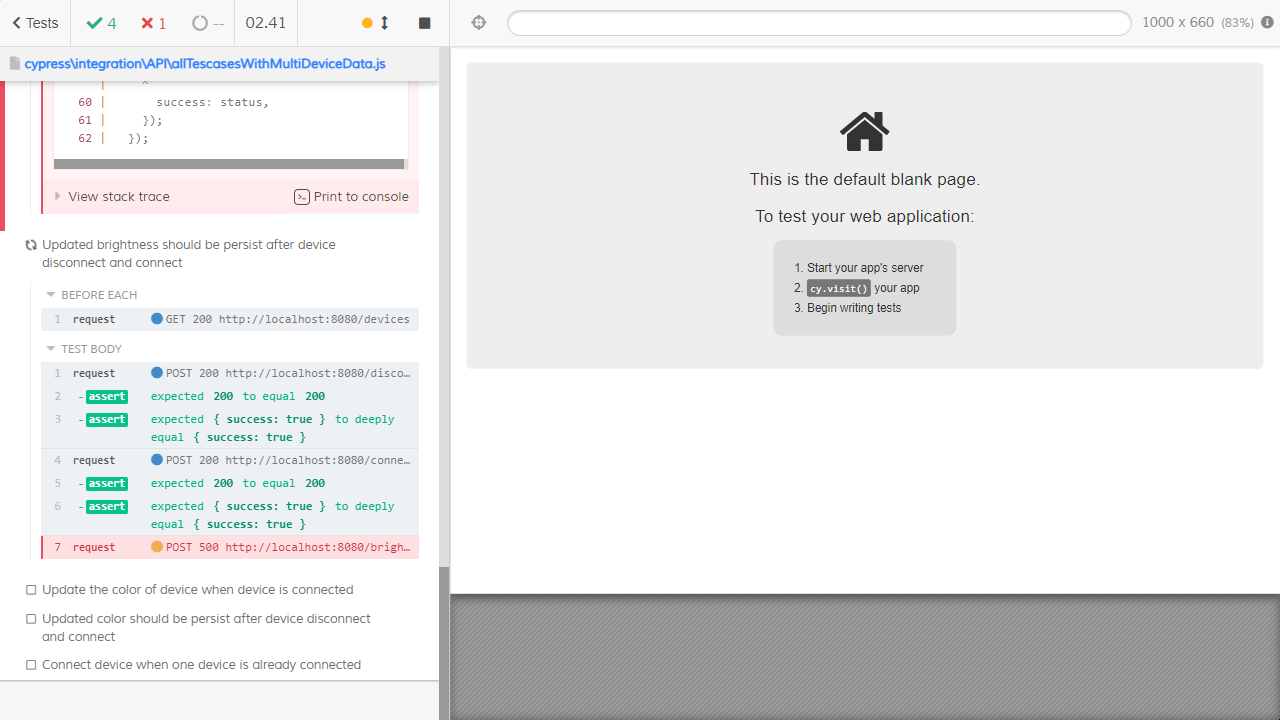 Tests
4
1
--
02.41
1000 x 660 (83%)
cypress\integration\API\allTescasesWithMultiDeviceData.js
60 | success: status,
61 | });
62 | });
View stack trace
Print to console
Updated brightness should be persist after device
disconnect and connect
BEFORE EACH
1 request GET 200 http://localhost:8080/devices
TEST BODY
1 request POST 200 http://localhost:8080/disco…
2 -assert expected 200 to equal 200
3 -assert expected { success: true } to deeply
equal { success: true }
4 request POST 200 http://localhost:8080/conne…
5 -assert expected 200 to equal 200
6 -assert expected { success: true } to deeply
equal { success: true }
7 request POST 500 http://localhost:8080/brigh…
Update the color of device when device is connected
Updated color should be persist after device disconnect
and connect
Connect device when one device is already connected
This is the default blank page.
To test your web application:
1. Start your app's server
2. cy.visit() your app
3. Begin writing tests